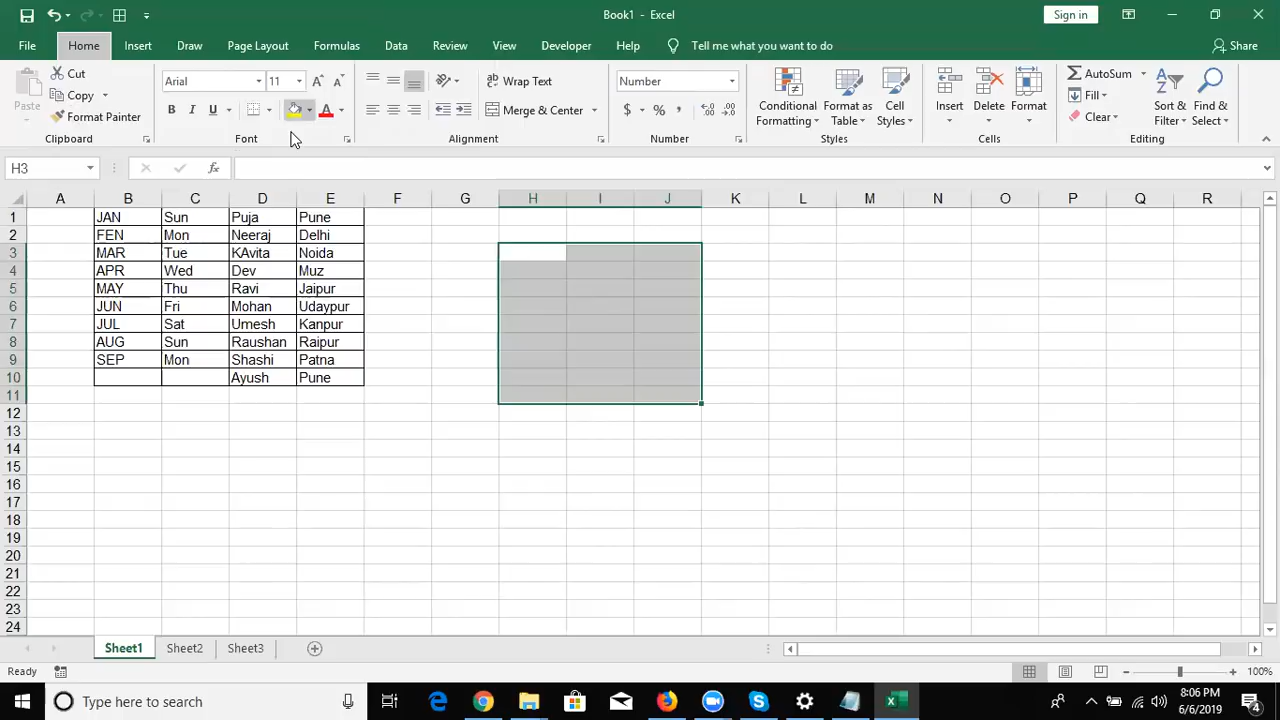 Book1 - Excel
Sign in
File Home Insert Draw Page Layout Formulas Data Review View Developer Help Tell me what you want to do Share
Paste
Cut
Copy
Format Painter
Clipboard
Arial 11
B I U
Font
Wrap Text
Merge & Center
Alignment
Number
$ % ,
Number
Conditional Formatting
Format as Table
Cell Styles
Styles
Insert Delete Format
Cells
AutoSum
Fill
Clear
Sort & Filter
Find & Select
Editing
H3 fx
A B C D E F G H I J K L M N O P Q R
1 JAN Sun Puja Pune
2 FEN Mon Neeraj Delhi
3 MAR Tue KAvita Noida
4 APR Wed Dev Muz
5 MAY Thu Ravi Jaipur
6 JUN Fri Mohan Udaypur
7 JUL Sat Umesh Kanpur
8 AUG Sun Raushan Raipur
9 SEP Mon Shashi Patna
10 Ayush Pune
11
12
13
14
15
16
17
18
19
20
21
22
23
24
Sheet1 Sheet2 Sheet3
Ready 100%
Type here to search
8:06 PM
6/6/2019
4